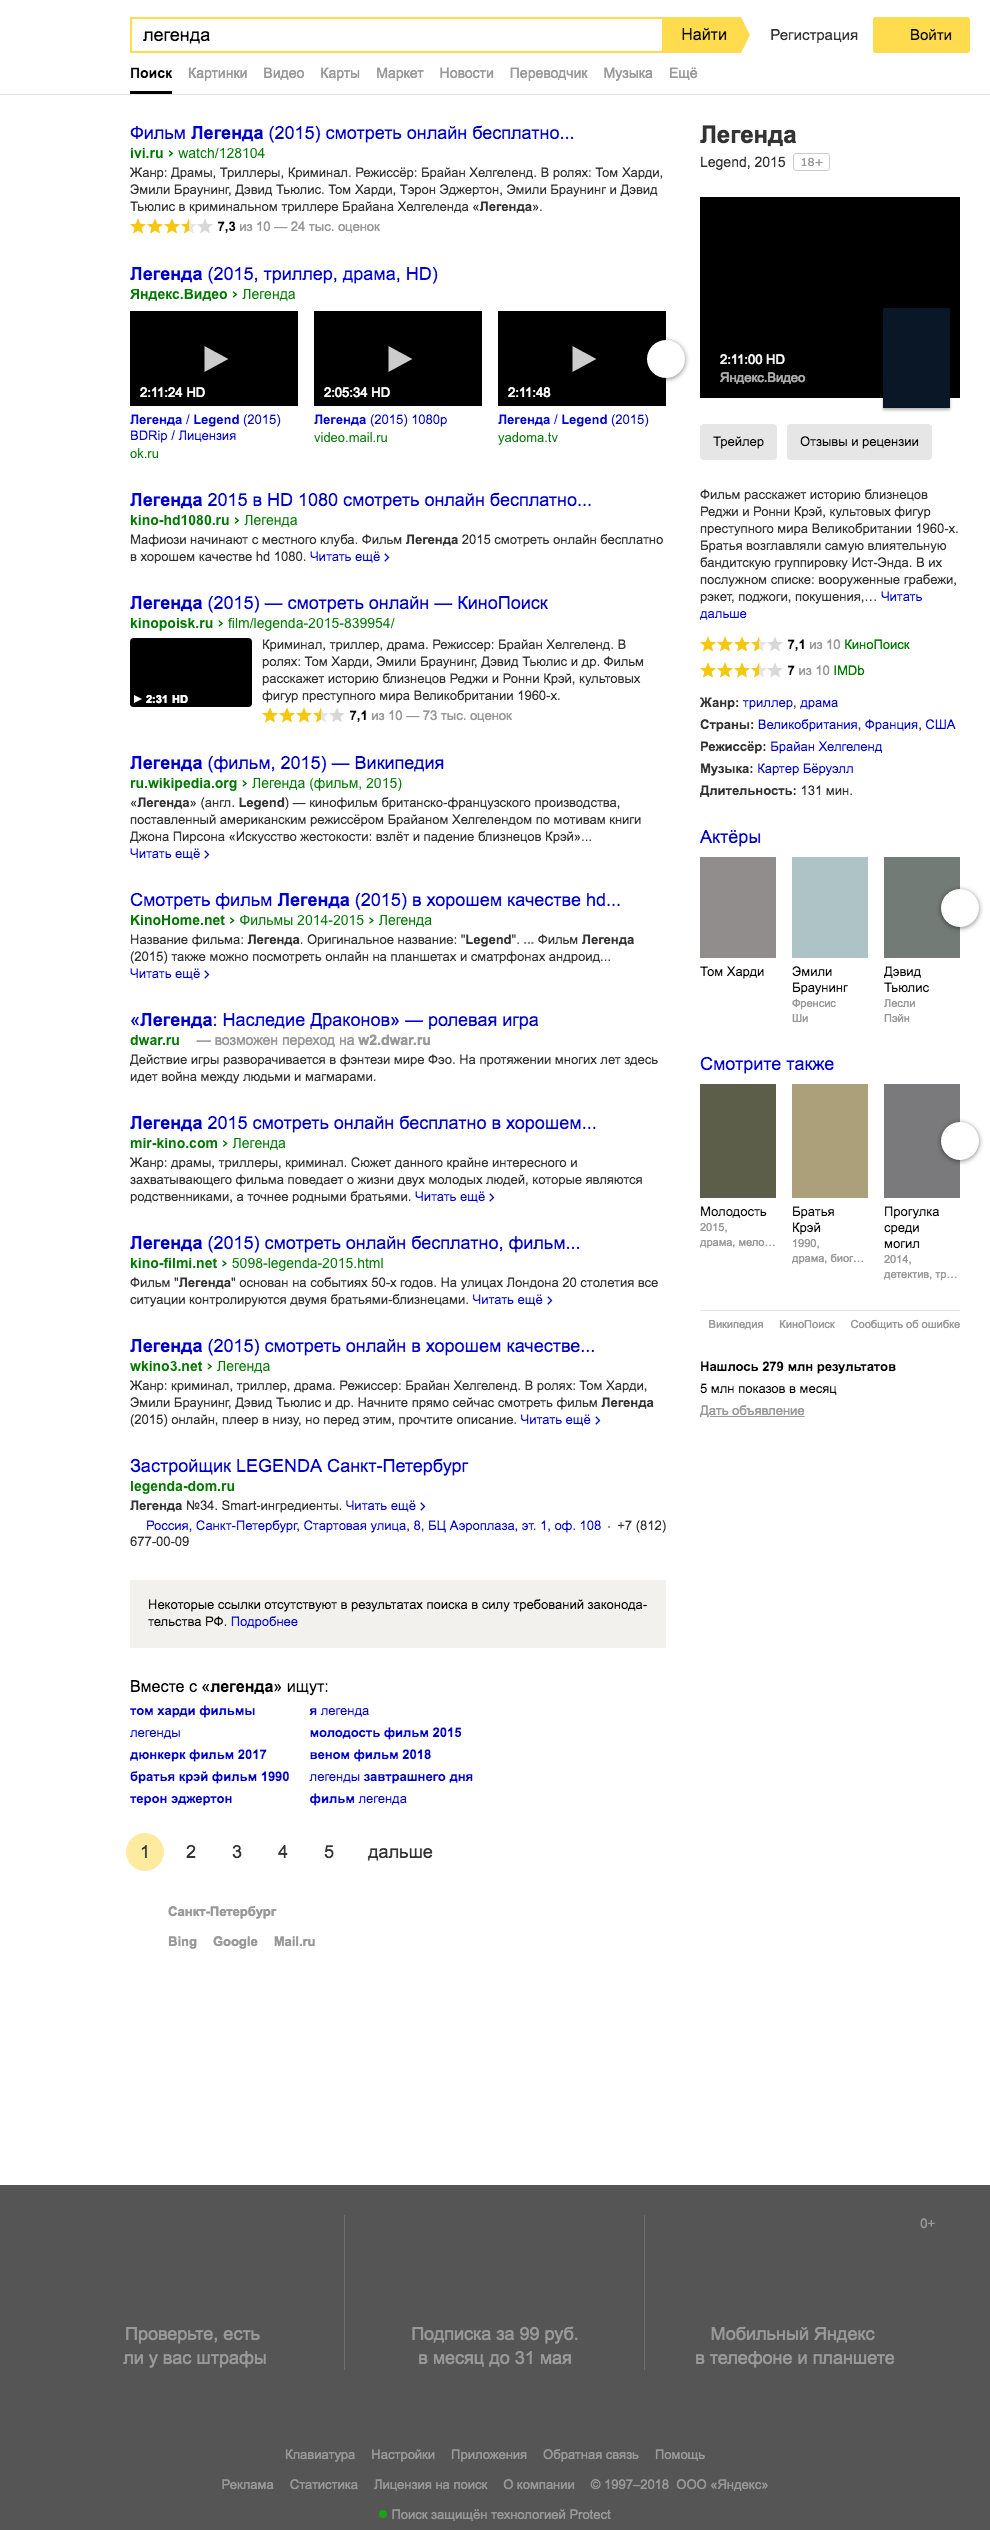 легенда
Найти
Регистрация
Войти
Поиск Картинки Видео Карты Маркет Новости Переводчик Музыка Ещё
Фильм Легенда (2015) смотреть онлайн бесплатно...
ivi.ru › watch/128104
Жанр: Драмы, Триллеры, Криминал. Режиссёр: Брайан Хелгеленд. В ролях: Том Харди,
Эмили Браунинг, Дэвид Тьюлис. Том Харди, Тэрон Эджертон, Эмили Браунинг и Дэвид
Тьюлис в криминальном триллере Брайана Хелгеленда «Легенда».
7,3 из 10 — 24 тыс. оценок
Легенда (2015, триллер, драма, HD)
Яндекс.Видео › Легенда
2:11:24 HD
2:05:34 HD
2:11:48
Легенда / Legend (2015)
BDRip / Лицензия
ok.ru
Легенда (2015) 1080p
video.mail.ru
Легенда / Legend (2015)
yadoma.tv
Легенда 2015 в HD 1080 смотреть онлайн бесплатно...
kino-hd1080.ru › Легенда
Мафиози начинают с местного клуба. Фильм Легенда 2015 смотреть онлайн бесплатно
в хорошем качестве hd 1080. Читать ещё ›
Легенда (2015) — смотреть онлайн — КиноПоиск
kinopoisk.ru › film/legenda-2015-839954/
2:31 HD
Криминал, триллер, драма. Режиссер: Брайан Хелгеленд. В
ролях: Том Харди, Эмили Браунинг, Дэвид Тьюлис и др. Фильм
расскажет историю близнецов Реджи и Ронни Крэй, культовых
фигур преступного мира Великобритании 1960-х.
7,1 из 10 — 73 тыс. оценок
Легенда (фильм, 2015) — Википедия
ru.wikipedia.org › Легенда (фильм, 2015)
«Легенда» (англ. Legend) — кинофильм британско-французского производства,
поставленный американским режиссёром Брайаном Хелгелендом по мотивам книги
Джона Пирсона «Искусство жестокости: взлёт и падение близнецов Крэй»...
Читать ещё ›
Смотреть фильм Легенда (2015) в хорошем качестве hd...
KinoHome.net › Фильмы 2014-2015 › Легенда
Название фильма: Легенда. Оригинальное название: "Legend". ... Фильм Легенда
(2015) также можно посмотреть онлайн на планшетах и сматрфонах андроид...
Читать ещё ›
«Легенда: Наследие Драконов» — ролевая игра
dwar.ru — возможен переход на w2.dwar.ru
Действие игры разворачивается в фэнтези мире Фэо. На протяжении многих лет здесь
идет война между людьми и магмарами.
Легенда 2015 смотреть онлайн бесплатно в хорошем...
mir-kino.com › Легенда
Жанр: драмы, триллеры, криминал. Сюжет данного крайне интересного и
захватывающего фильма поведает о жизни двух молодых людей, которые являются
родственниками, а точнее родными братьями. Читать ещё ›
Легенда (2015) смотреть онлайн бесплатно, фильм...
kino-filmi.net › 5098-legenda-2015.html
Фильм "Легенда" основан на событиях 50-х годов. На улицах Лондона 20 столетия все
ситуации контролируются двумя братьями-близнецами. Читать ещё ›
Легенда (2015) смотреть онлайн в хорошем качестве...
wkino3.net › Легенда
Жанр: криминал, триллер, драма. Режиссер: Брайан Хелгеленд. В ролях: Том Харди,
Эмили Браунинг, Дэвид Тьюлис и др. Начните прямо сейчас смотреть фильм Легенда
(2015) онлайн, плеер в низу, но перед этим, прочтите описание. Читать ещё ›
Застройщик LEGENDA Санкт-Петербург
legenda-dom.ru
Легенда №34. Smart-ингредиенты. Читать ещё ›
Россия, Санкт-Петербург, Стартовая улица, 8, БЦ Аэроплаза, эт. 1, оф. 108 · +7 (812)
677-00-09
Некоторые ссылки отсутствуют в результатах поиска в силу требований законода-
тельства РФ. Подробнее
Вместе с «легенда» ищут:
том харди фильмы
легенды
дюнкерк фильм 2017
братья крэй фильм 1990
терон эджертон
я легенда
молодость фильм 2015
веном фильм 2018
легенды завтрашнего дня
фильм легенда
1 2 3 4 5 дальше
Санкт-Петербург
Bing Google Mail.ru
Легенда
Legend, 2015 18+
2:11:00 HD
Яндекс.Видео
Трейлер
Отзывы и рецензии
Фильм расскажет историю близнецов
Реджи и Ронни Крэй, культовых фигур
преступного мира Великобритании 1960-х.
Братья возглавляли самую влиятельную
бандитскую группировку Ист-Энда. В их
послужном списке: вооруженные грабежи,
рэкет, поджоги, покушения,... Читать
дальше
7,1 из 10 КиноПоиск
7 из 10 IMDb
Жанр: триллер, драма
Страны: Великобритания, Франция, США
Режиссёр: Брайан Хелгеленд
Музыка: Картер Бёруэлл
Длительность: 131 мин.
Актёры
Том Харди
Эмили
Браунинг
Френсис
Ши
Дэвид
Тьюлис
Лесли
Пэйн
Смотрите также
Молодость
2015,
драма, мело...
Братья
Крэй
1990,
драма, биог...
Прогулка
среди
могил
2014,
детектив, тр...
Википедия КиноПоиск Сообщить об ошибке
Нашлось 279 млн результатов
5 млн показов в месяц
Дать объявление
0+
Проверьте, есть
ли у вас штрафы
Подписка за 99 руб.
в месяц до 31 мая
Мобильный Яндекс
в телефоне и планшете
Клавиатура Настройки Приложения Обратная связь Помощь
Реклама Статистика Лицензия на поиск О компании © 1997–2018 ООО «Яндекс»
Поиск защищён технологией Protect